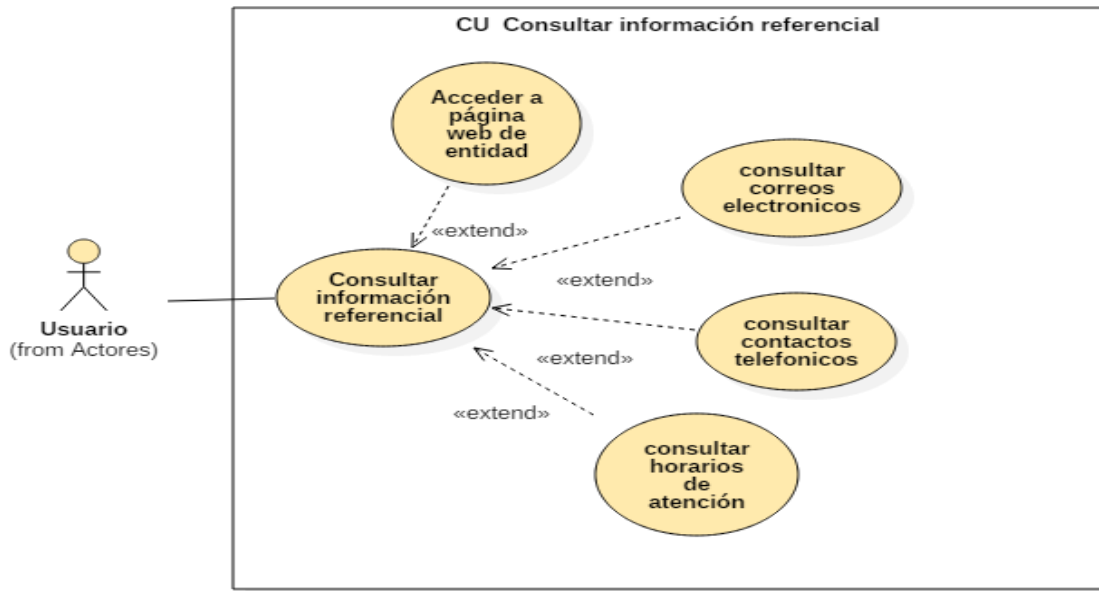 CU Consultar información referencial
Acceder a
página
web de
entidad
consultar
correos
electronicos
«extend»
«extend»
Consultar
información
referencial
Usuario
(from Actores)
consultar
contactos
telefonicos
«extend»
«extend»
consultar
horarios
de
atención